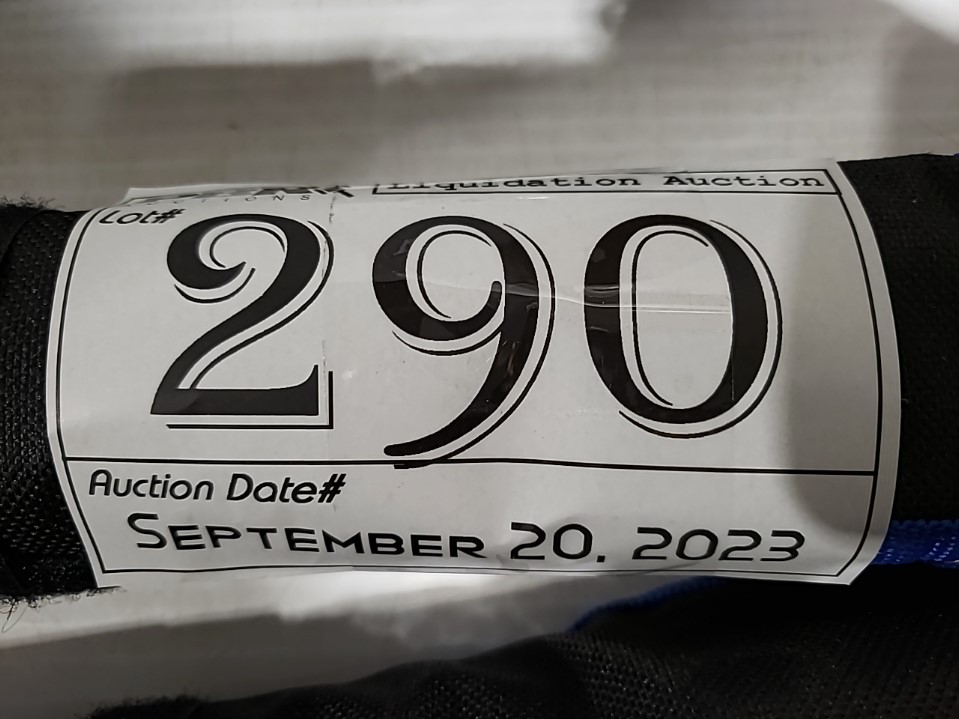 Liquidation Auction
Lot#
290
Auction Date#
September 20, 2023